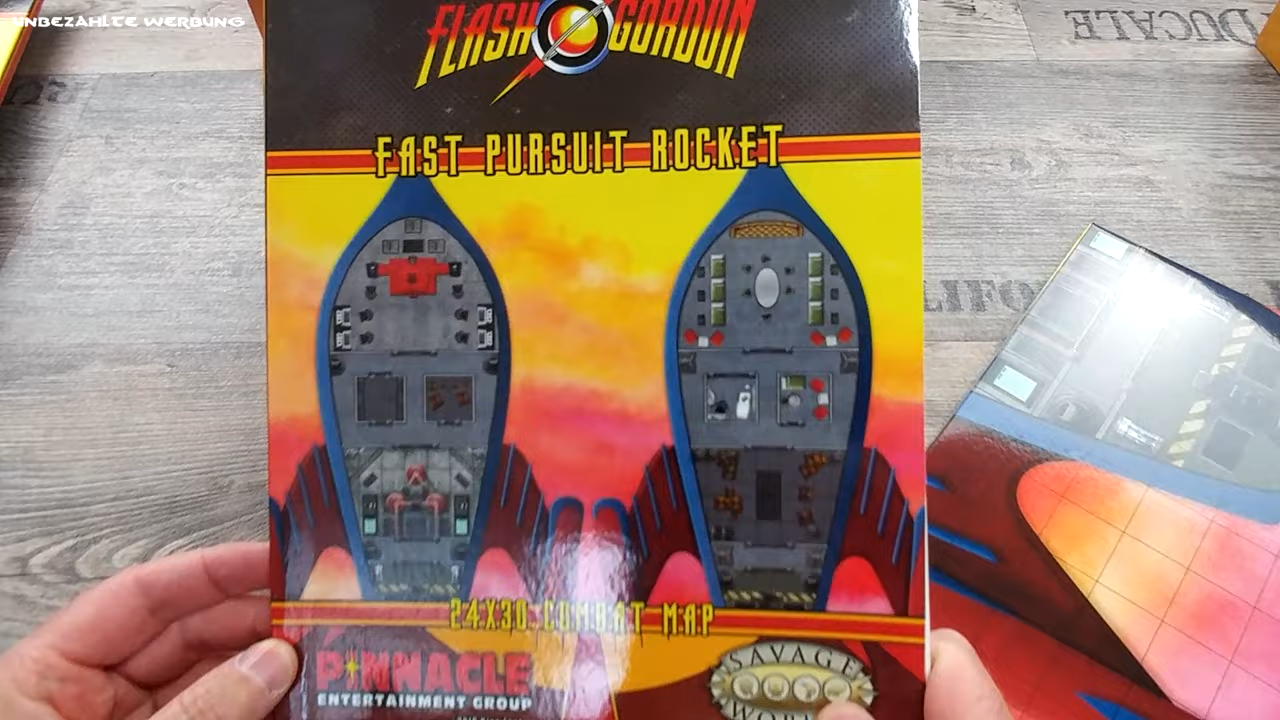 UNBEZAHLTE WERBUNG
FLASH GORDON
DUCALE
FAST PURSUIT ROCKET
24X30 COMBAT MAP
PINNACLE
ENTERTAINMENT GROUP
SAVAGE